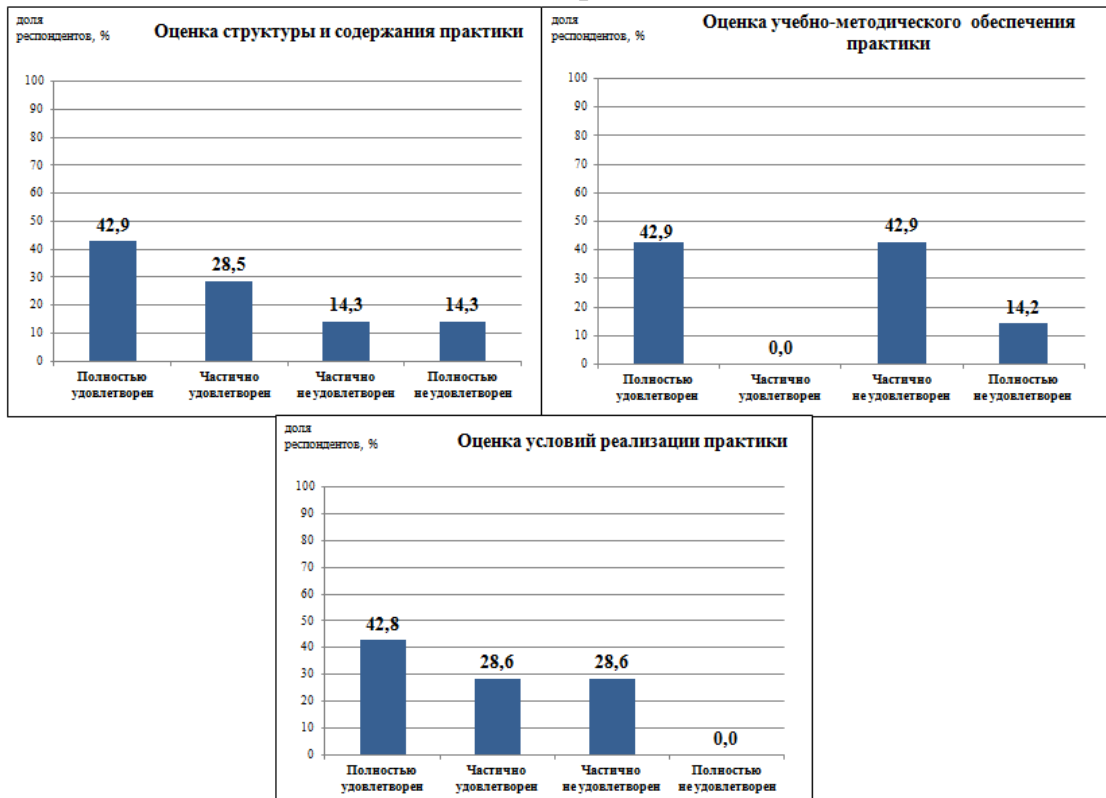 доля
респондентов, %
Оценка структуры и содержания практики
100
90
80
70
60
50
40
30
20
10
0
42,9
28,5
14,3
14,3
Полностью
удовлетворен
Частично
удовлетворен
Частично
не удовлетворен
Полностью
не удовлетворен
доля
респондентов, %
Оценка учебно-методического обеспечения
практики
100
90
80
70
60
50
40
30
20
10
0
42,9
0,0
42,9
14,2
Полностью
удовлетворен
Частично
удовлетворен
Частично
не удовлетворен
Полностью
не удовлетворен
доля
респондентов, %
Оценка условий реализации практики
100
90
80
70
60
50
40
30
20
10
0
42,8
28,6
28,6
0,0
Полностью
удовлетворен
Частично
удовлетворен
Частично
не удовлетворен
Полностью
не удовлетворен